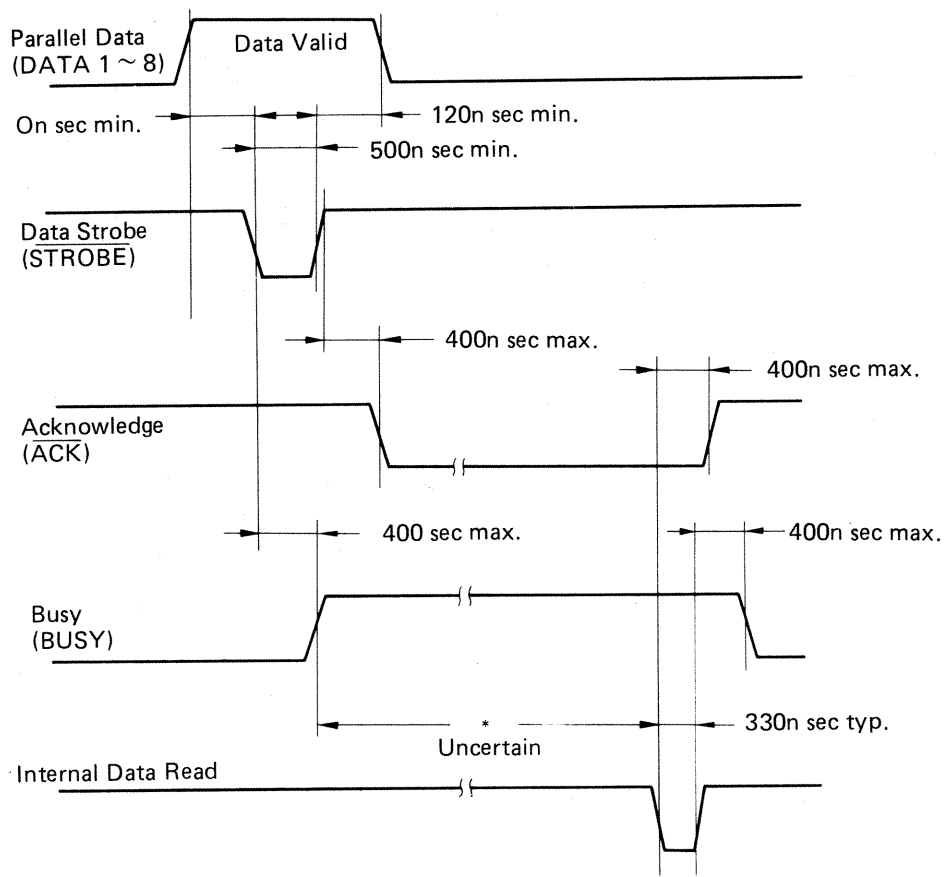 Parallel Data
(DATA 1 ~ 8)
Data Valid
On sec min.
120n sec min.
500n sec min.
Data Strobe
(STROBE)
400n sec max.
400n sec max.
Acknowledge
(ACK)
400 sec max.
400n sec max.
Busy
(BUSY)
*
Uncertain
330n sec typ.
Internal Data Read